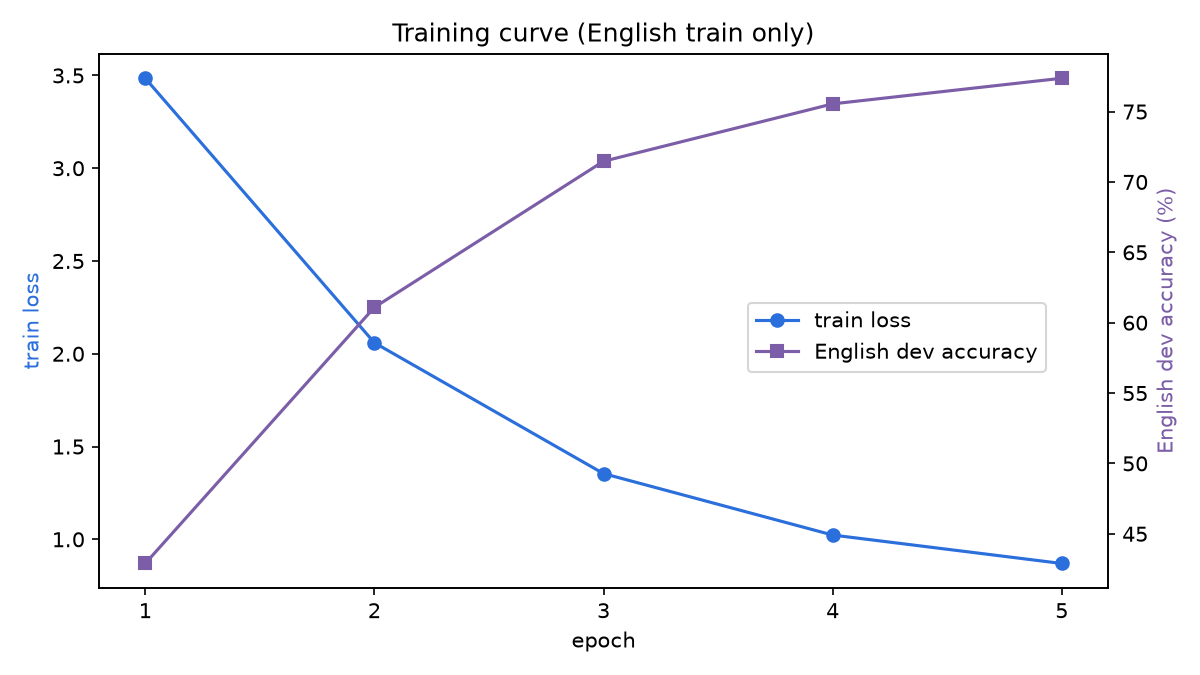 Training curve (English train only)
3.5
3.0
2.5
2.0
1.5
1.0
train loss
75
70
65
60
55
50
45
English dev accuracy (%)
train loss
English dev accuracy
1 2 3 4 5
epoch